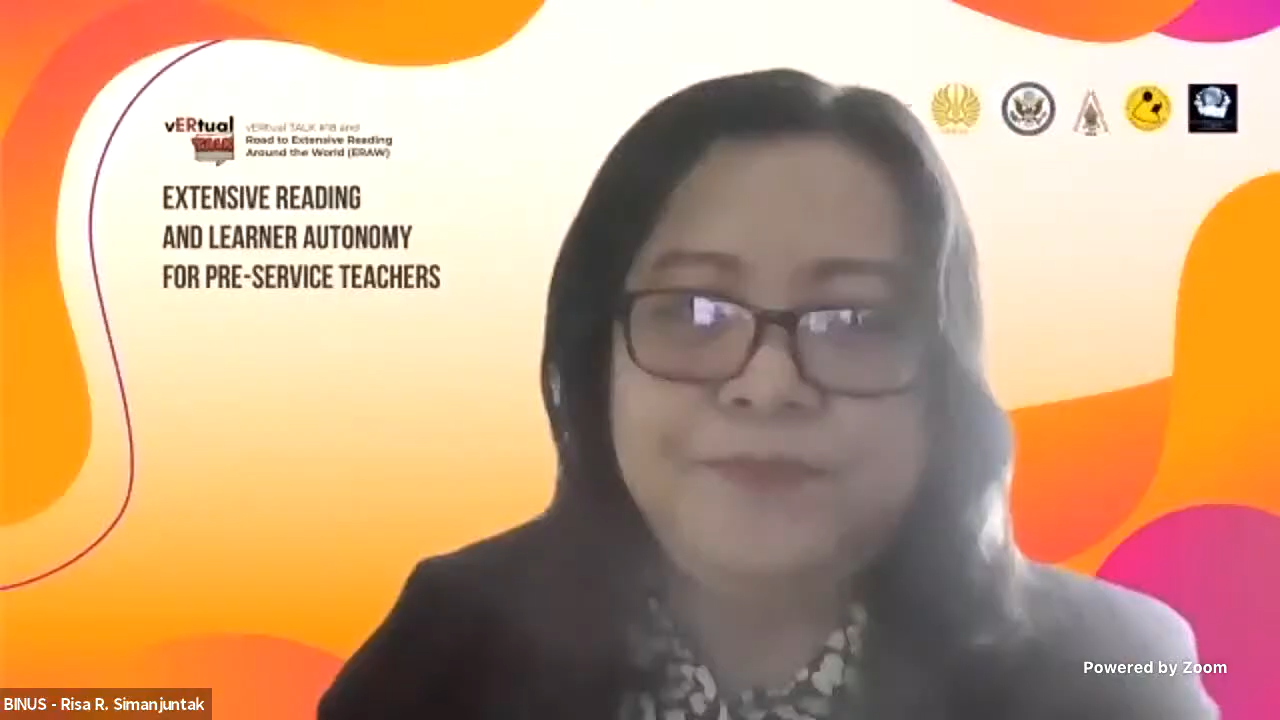 vERtual
TALK
vERtual TALK #18 and
Road to Extensive Reading
Around the World (ERAW)
EXTENSIVE READING
AND LEARNER AUTONOMY
FOR PRE-SERVICE TEACHERS
Powered by Zoom
BINUS - Risa R. Simanjuntak